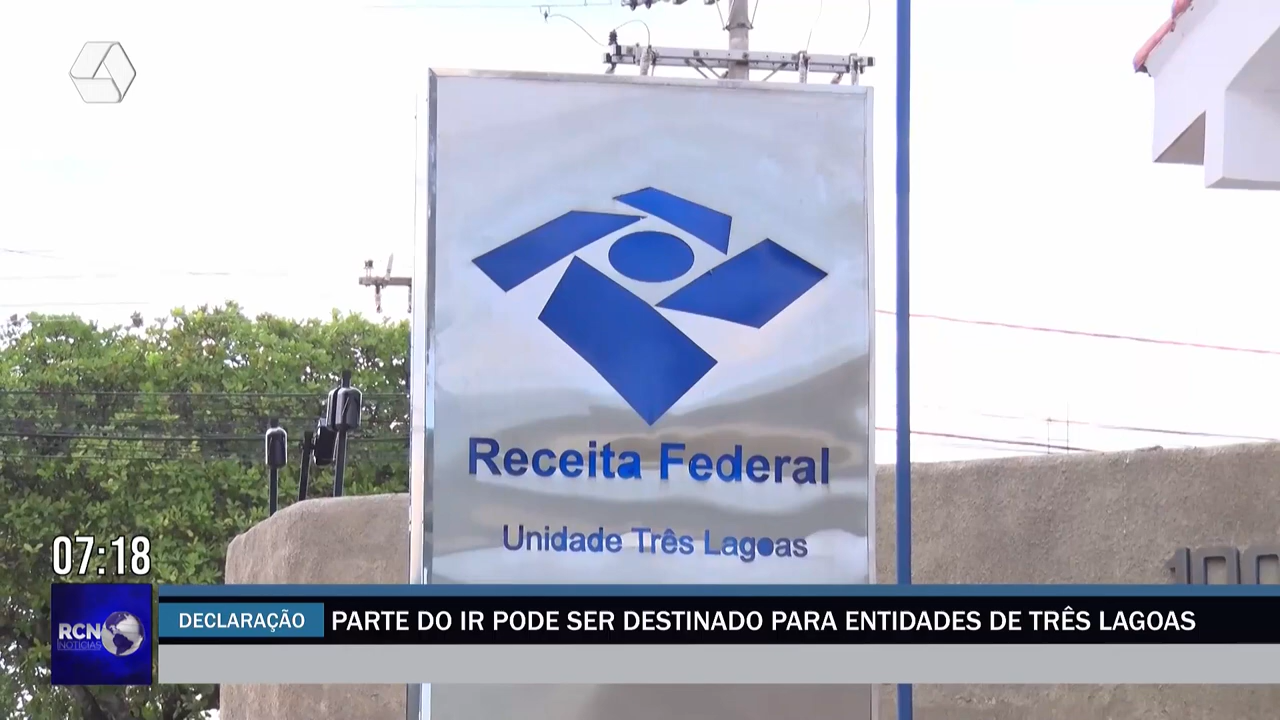 Receita Federal
Unidade Três Lagoas
100
07:18
RCN
NOTÍCIAS
DECLARAÇÃO
PARTE DO IR PODE SER DESTINADO PARA ENTIDADES DE TRÊS LAGOAS